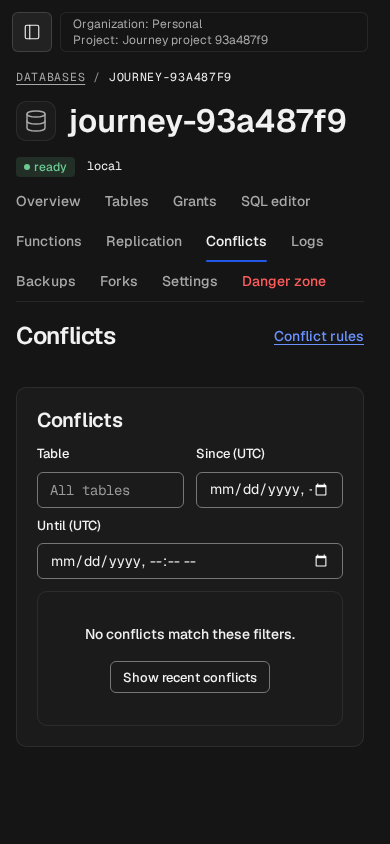 Organization: Personal
Project: Journey project 93a487f9
DATABASES / JOURNEY-93A487F9
journey-93a487f9
ready local
Overview Tables Grants SQL editor
Functions Replication Conflicts Logs
Backups Forks Settings Danger zone
Conflicts Conflict rules
Conflicts
Table Since (UTC)
All tables mm/dd/yyyy, -
Until (UTC)
mm/dd/yyyy, --:-- --
No conflicts match these filters.
Show recent conflicts